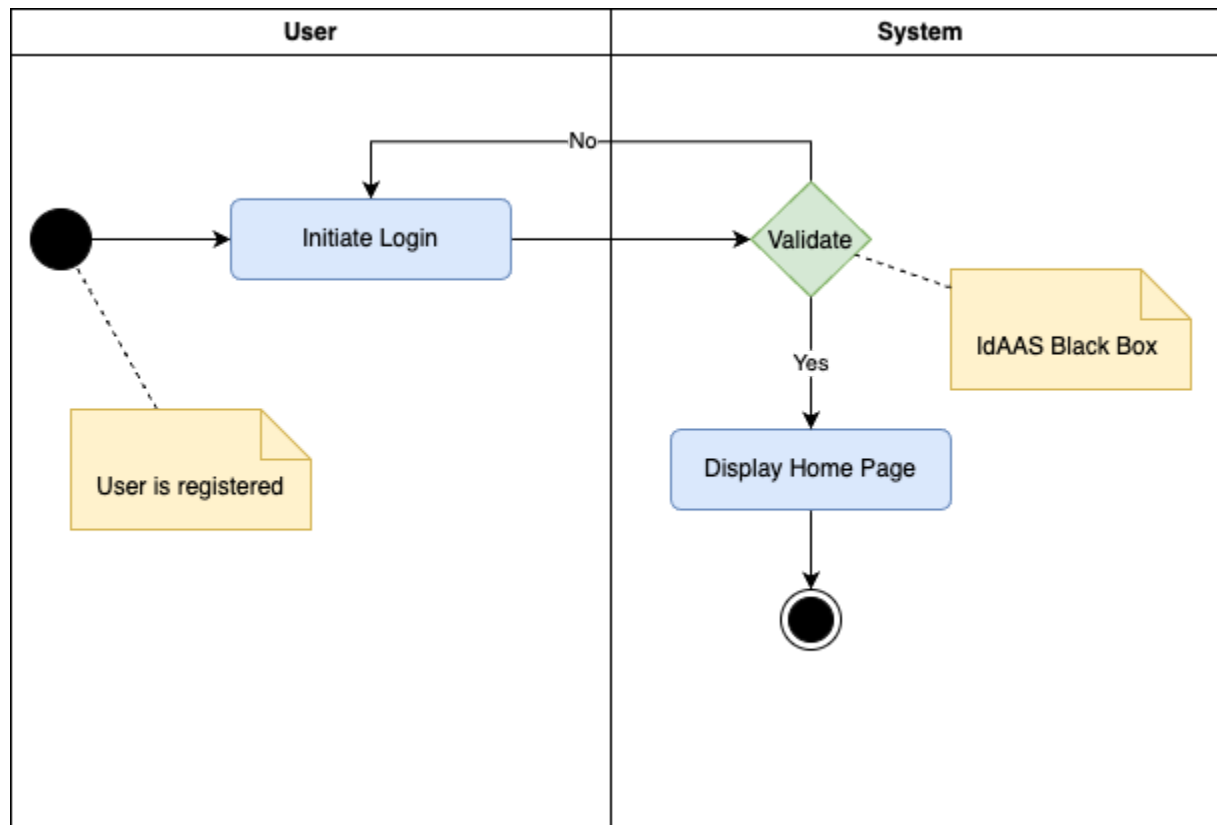 User
System
No
Initiate Login
Validate
IdAAS Black Box
Yes
Display Home Page
User is registered